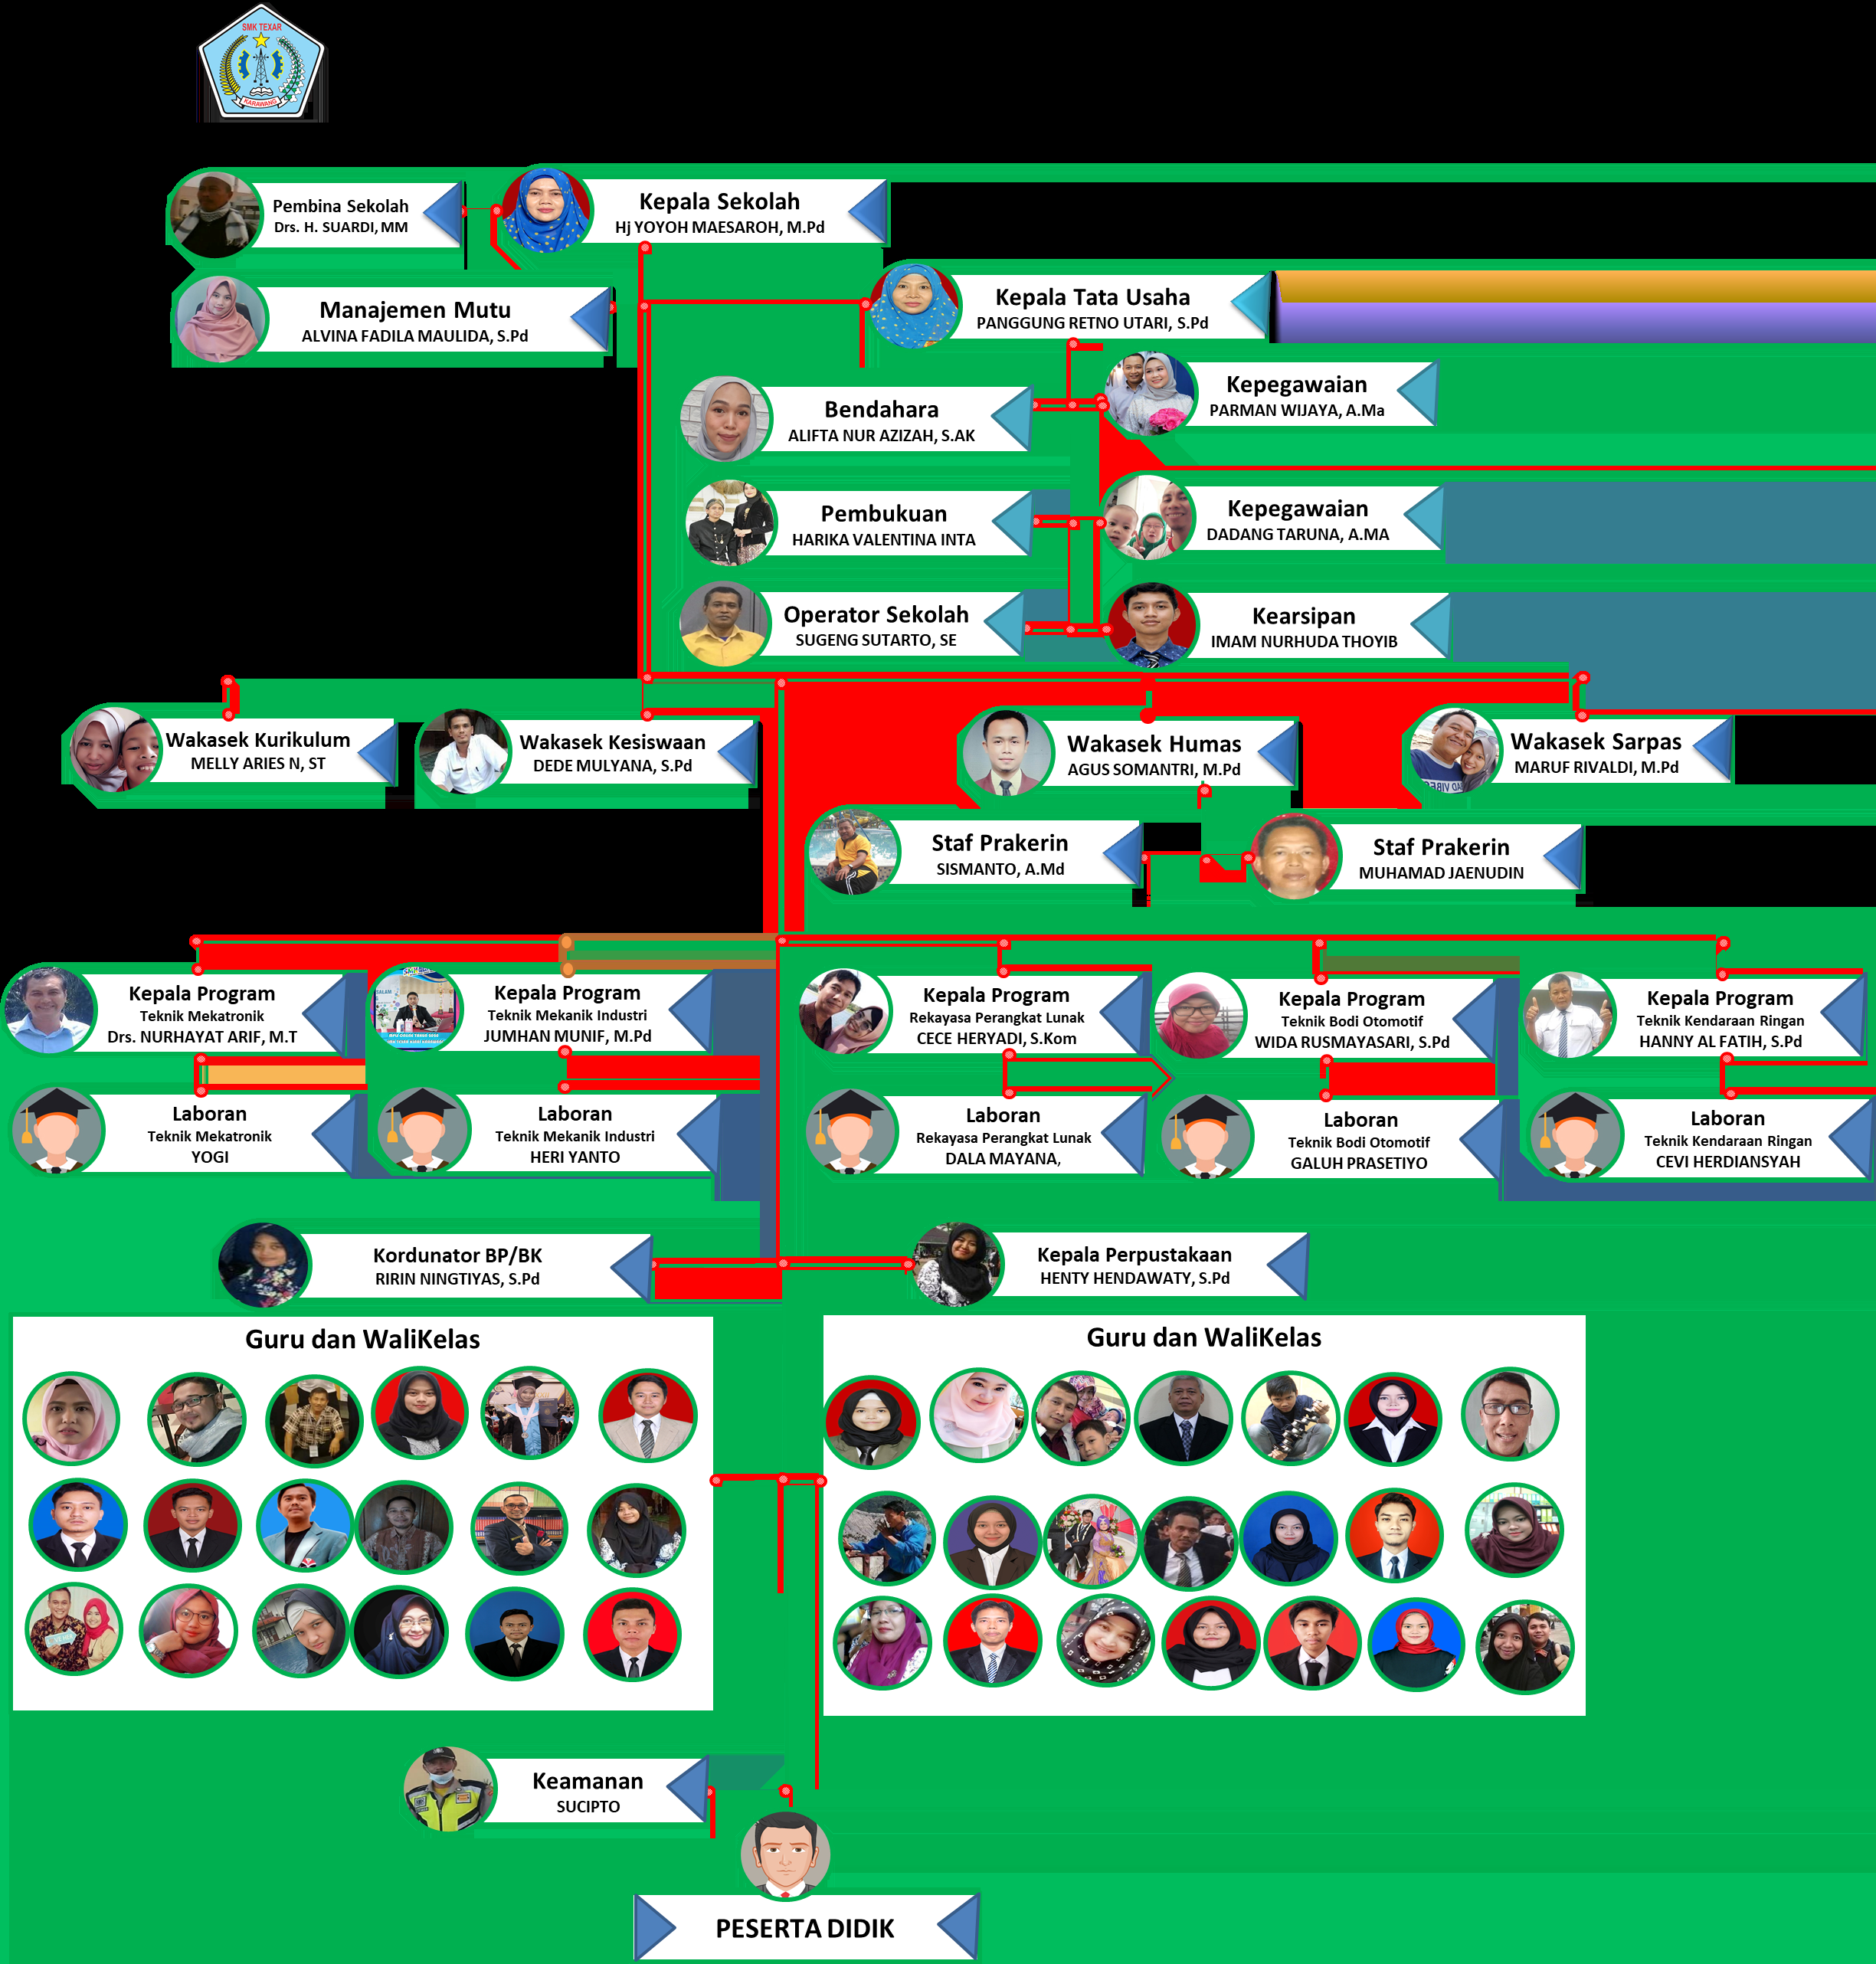 SMK TEXAR
KARAWANG
Pembina Sekolah
Drs. H. SUARDI, MM
Kepala Sekolah
Hj YOYOH MAESAROH, M.Pd
Manajemen Mutu
ALVINA FADILA MAULIDA, S.Pd
Kepala Tata Usaha
PANGGUNG RETNO UTARI, S.Pd
Bendahara
ALIFTA NUR AZIZAH, S.AK
Kepegawaian
PARMAN WIJAYA, A.Ma
Pembukuan
HARIKA VALENTINA INTA
Kepegawaian
DADANG TARUNA, A.MA
Operator Sekolah
SUGENG SUTARTO, SE
Kearsipan
IMAM NURHUDA THOYIB
Wakasek Kurikulum
MELLY ARIES N, ST
Wakasek Kesiswaan
DEDE MULYANA, S.Pd
Wakasek Humas
AGUS SOMANTRI, M.Pd
Wakasek Sarpas
MARUF RIVALDI, M.Pd
Staf Prakerin
SISMANTO, A.Md
Staf Prakerin
MUHAMAD JAENUDIN
Kepala Program
Teknik Mekatronik
Drs. NURHAYAT ARIF, M.T
Kepala Program
Teknik Mekanik Industri
JUMHAN MUNIF, M.Pd
Kepala Program
Rekayasa Perangkat Lunak
CECE HERYADI, S.Kom
Kepala Program
Teknik Bodi Otomotif
WIDA RUSMAYASARI, S.Pd
Kepala Program
Teknik Kendaraan Ringan
HANNY AL FATIH, S.Pd
Laboran
Teknik Mekatronik
YOGI
Laboran
Teknik Mekanik Industri
HERI YANTO
Laboran
Rekayasa Perangkat Lunak
DALA MAYANA,
Laboran
Teknik Bodi Otomotif
GALUH PRASETIYO
Laboran
Teknik Kendaraan Ringan
CEVI HERDIANSYAH
Kordunator BP/BK
RIRIN NINGTIYAS, S.Pd
Kepala Perpustakaan
HENTY HENDAWATY, S.Pd
Guru dan WaliKelas
Guru dan WaliKelas
Keamanan
SUCIPTO
PESERTA DIDIK